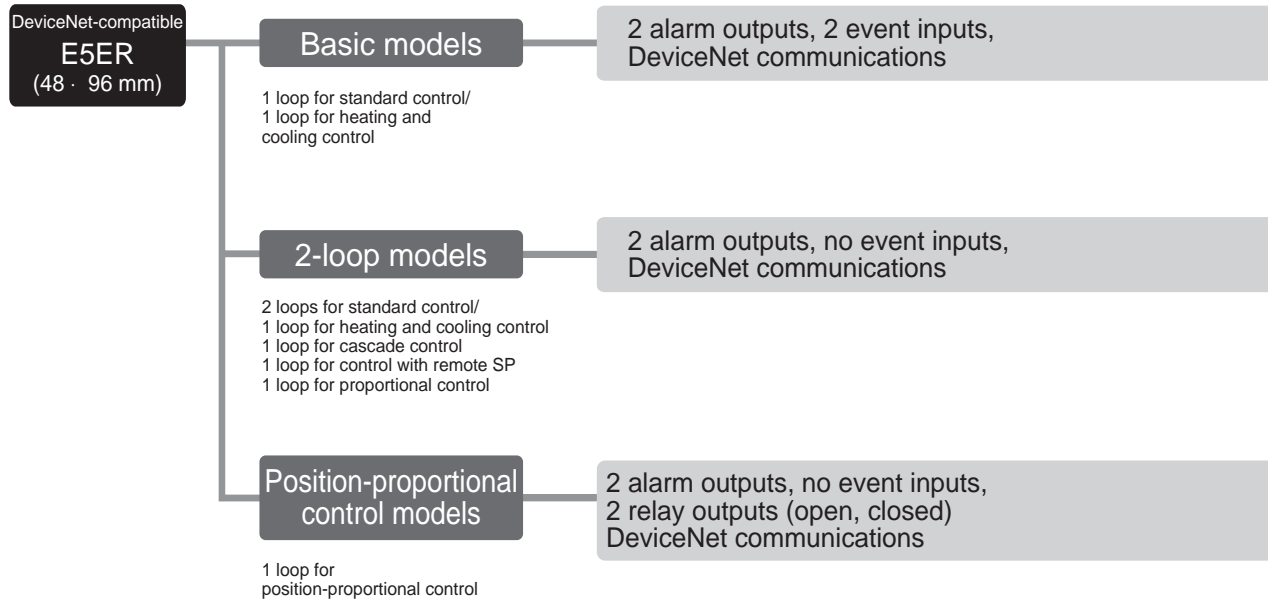 DeviceNet-compatible
E5ER
(48 · 96 mm)
Basic models
2 alarm outputs, 2 event inputs,
DeviceNet communications
1 loop for standard control/
1 loop for heating and
cooling control
2-loop models
2 alarm outputs, no event inputs,
DeviceNet communications
2 loops for standard control/
1 loop for heating and cooling control
1 loop for cascade control
1 loop for control with remote SP
1 loop for proportional control
Position-proportional
control models
2 alarm outputs, no event inputs,
2 relay outputs (open, closed)
DeviceNet communications
1 loop for
position-proportional control